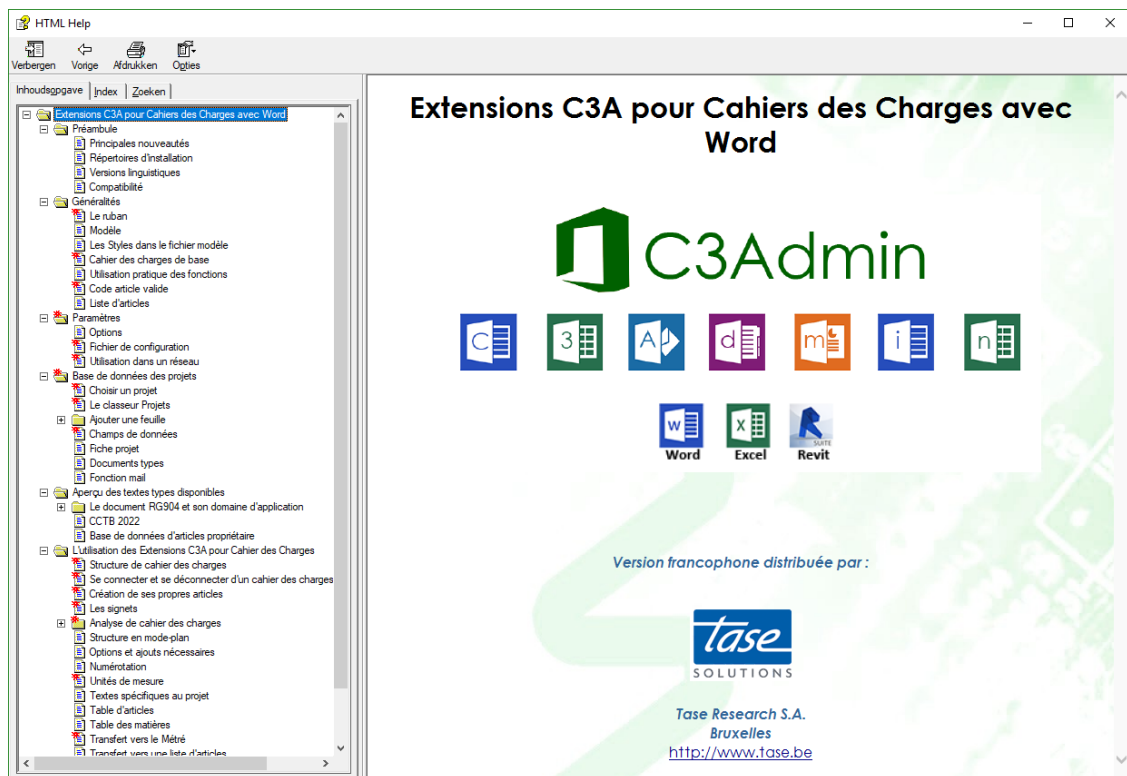 HTML Help
Verbergen Vorige Afdrukken Opties
Inhoudsopgave Index Zoeken
Extensions C3A pour Cahiers des Charges avec Word
Préambule
Principales nouveautés
Répertoires d'installation
Versions linguistiques
Compatibilité
Généralités
Le ruban
Modèle
Les Styles dans le fichier modèle
Cahier des charges de base
Utilisation pratique des fonctions
Code article valide
Liste d'articles
Paramètres
Options
Fichier de configuration
Utilisation dans un réseau
Base de données des projets
Choisir un projet
Le classeur Projets
Ajouter une feuille
Champs de données
Fiche projet
Documents types
Fonction mail
Aperçu des textes types disponibles
Le document RG904 et son domaine d'application
CCTB 2022
Base de données d'articles propriétaire
L'utilisation des Extensions C3A pour Cahier des Charges
Structure de cahier des charges
Se connecter et se déconnecter d'un cahier des charges
Création de ses propres articles
Les signets
Analyse de cahier des charges
Structure en mode-plan
Options et ajouts nécessaires
Numérotation
Unités de mesure
Textes spécifiques au projet
Table d'articles
Table des matières
Transfert vers le Métré
Transfert vers une liste d'articles
Extensions C3A pour Cahiers des Charges avec
Word
C3Admin
C 3 A d m i n
W X R
SUITE
Word Excel Revit
Version francophone distribuée par :
tase
SOLUTIONS
Tase Research S.A.
Bruxelles
http://www.tase.be